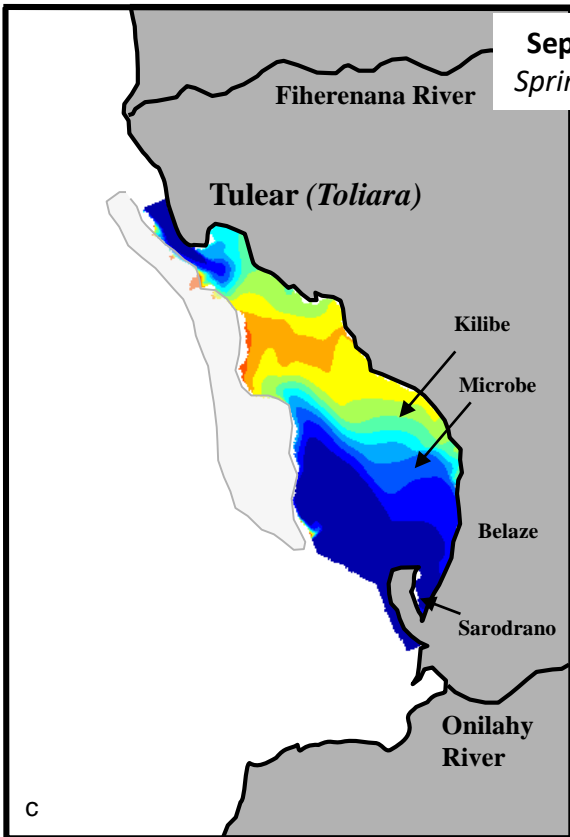 Sep
Sprin
Fiherenana River
Tulear (Toliara)
Kilibe
Microbe
Belaze
Sarodrano
Onilahy
River
c